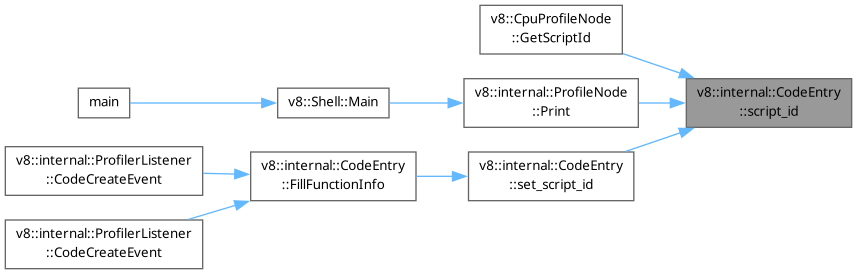 v8::CpuProfileNode
::GetScriptId
main
v8::Shell::Main
v8::internal::ProfileNode
::Print
v8::internal::CodeEntry
::script_id
v8::internal::ProfilerListener
::CodeCreateEvent
v8::internal::CodeEntry
::FillFunctionInfo
v8::internal::CodeEntry
::set_script_id
v8::internal::ProfilerListener
::CodeCreateEvent